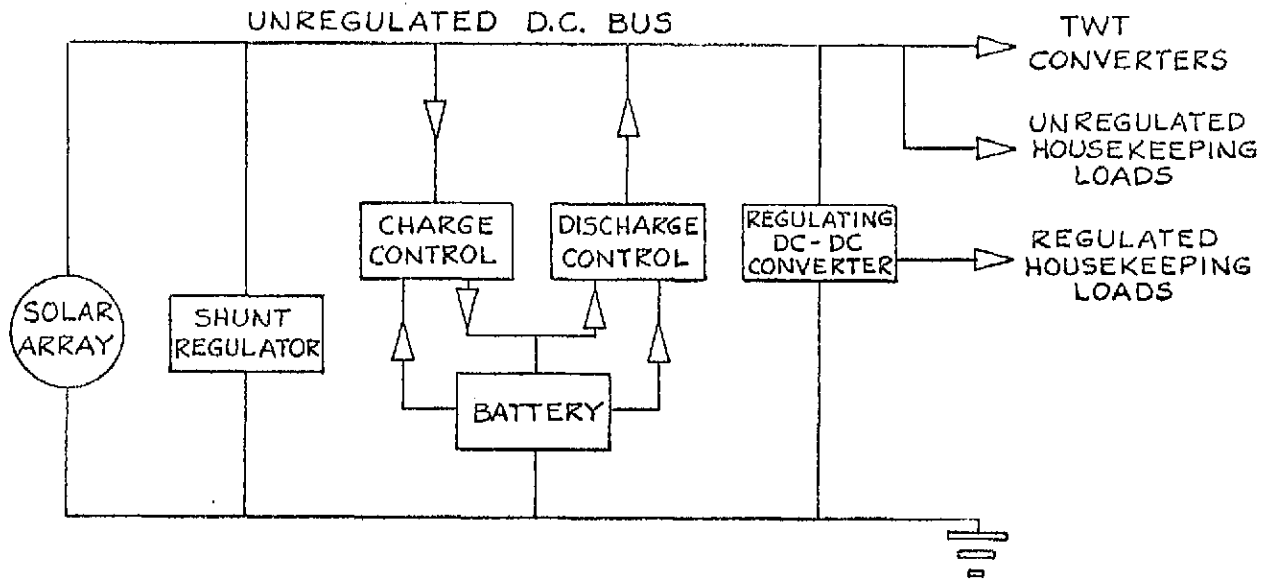 UNREGULATED D.C. BUS
TWT
CONVERTERS
UNREGULATED
HOUSEKEEPING
LOADS
CHARGE
CONTROL
DISCHARGE
CONTROL
REGULATING
DC-DC
CONVERTER
REGULATED
HOUSEKEEPING
LOADS
SOLAR
ARRAY
SHUNT
REGULATOR
BATTERY